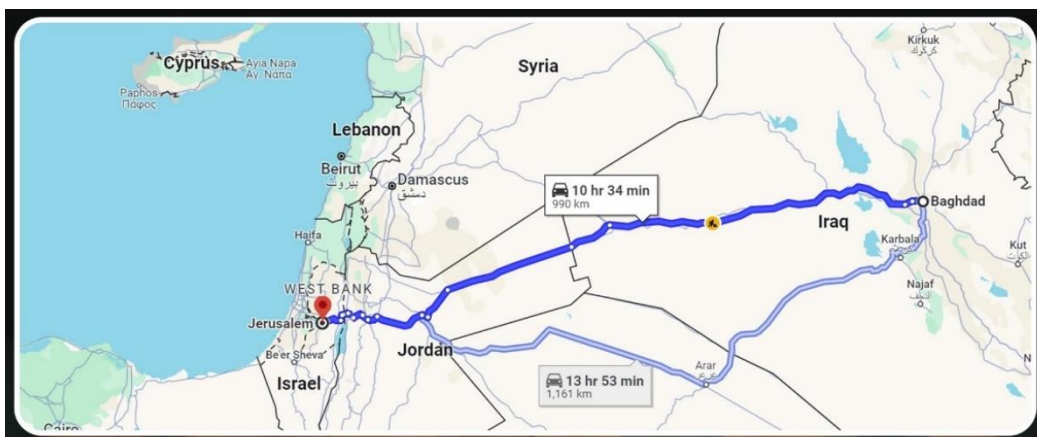 Kirkuk
كركوك
Cyprus
Ayia Napa
Αγ. Νάπα
Syria
Paphos
Πάφος
Lebanon
Beirut
بيروت
Damascus
دمشق
10 hr 34 min
990 km
Baghdad
Iraq
Haifa
Karbala
Kut
الكوت
WEST BANK
Najaf
النجف
Jerusalem
Jordan
Be'er Sheva
Arar
عرعر
Israel
13 hr 53 min
1,161 km
Cairo